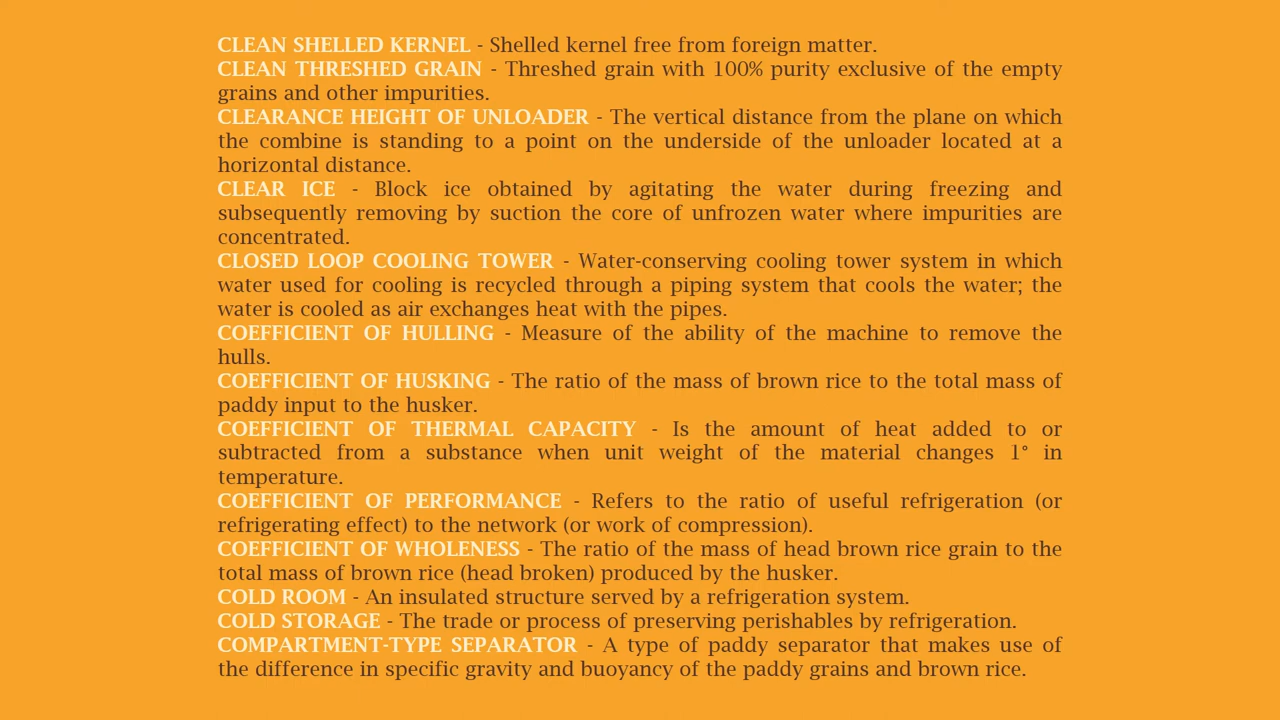 CLEAN SHELLED KERNEL - Shelled kernel free from foreign matter.
CLEAN THRESHED GRAIN - Threshed grain with 100% purity exclusive of the empty
grains and other impurities.
CLEARANCE HEIGHT OF UNLOADER - The vertical distance from the plane on which
the combine is standing to a point on the underside of the unloader located at a
horizontal distance.
CLEAR ICE - Block ice obtained by agitating the water during freezing and
subsequently removing by suction the core of unfrozen water where impurities are
concentrated.
CLOSED LOOP COOLING TOWER - Water-conserving cooling tower system in which
water used for cooling is recycled through a piping system that cools the water; the
water is cooled as air exchanges heat with the pipes.
COEFFICIENT OF HULLING - Measure of the ability of the machine to remove the
hulls.
COEFFICIENT OF HUSKING - The ratio of the mass of brown rice to the total mass of
paddy input to the husker.
COEFFICIENT OF THERMAL CAPACITY - Is the amount of heat added to or
subtracted from a substance when unit weight of the material changes 1° in
temperature.
COEFFICIENT OF PERFORMANCE - Refers to the ratio of useful refrigeration (or
refrigerating effect) to the network (or work of compression).
COEFFICIENT OF WHOLENESS - The ratio of the mass of head brown rice grain to the
total mass of brown rice (head broken) produced by the husker.
COLD ROOM - An insulated structure served by a refrigeration system.
COLD STORAGE - The trade or process of preserving perishables by refrigeration.
COMPARTMENT-TYPE SEPARATOR - A type of paddy separator that makes use of
the difference in specific gravity and buoyancy of the paddy grains and brown rice.